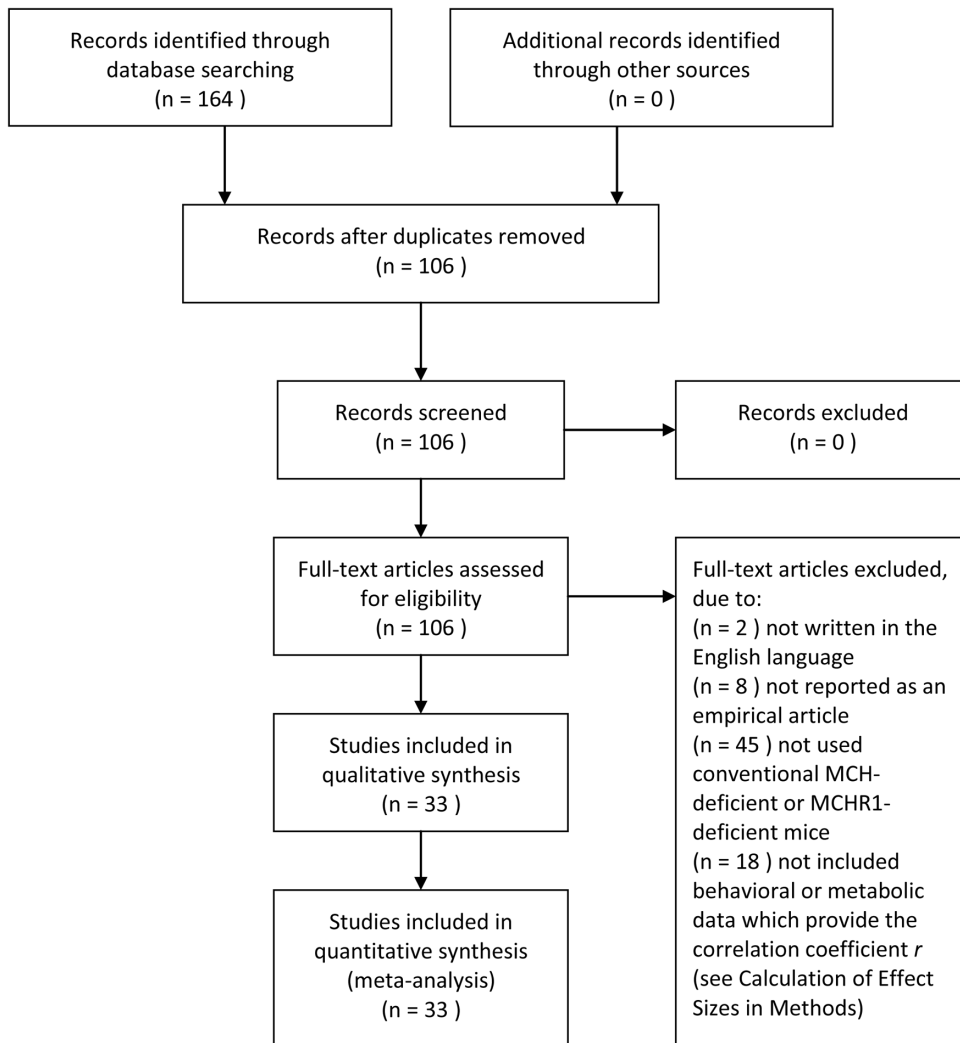 Records identified through
database searching
(n = 164 )
Additional records identified
through other sources
(n = 0 )
Records after duplicates removed
(n = 106 )
Records screened
(n = 106 )
Records excluded
(n = 0 )
Full-text articles assessed
for eligibility
(n = 106 )
Full-text articles excluded,
due to:
(n = 2 ) not written in the
English language
(n = 8 ) not reported as an
empirical article
(n = 45 ) not used
conventional MCH-
deficient or MCHR1-
deficient mice
(n = 18 ) not included
behavioral or metabolic
data which provide the
correlation coefficient r
(see Calculation of Effect
Sizes in Methods)
Studies included in
qualitative synthesis
(n = 33 )
Studies included in
quantitative synthesis
(meta-analysis)
(n = 33 )